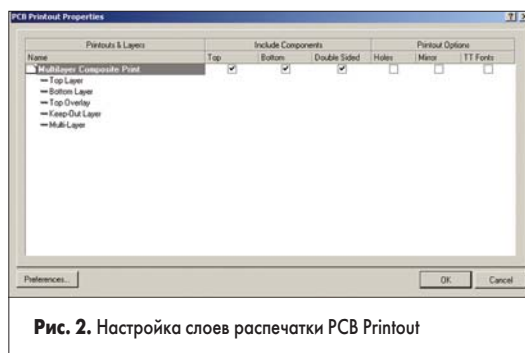 PCB Printout Properties
Printouts & Layers Include Components Printout Options
Name Top Bottom Double Sided Holes Mirror TT Fonts
Multilayer Composite Print
Top Layer
Bottom Layer
Top Overlay
Keep-Out Layer
Multi-Layer
Preferences... OK Cancel
Рис. 2. Настройка слоев распечатки PCB Printout